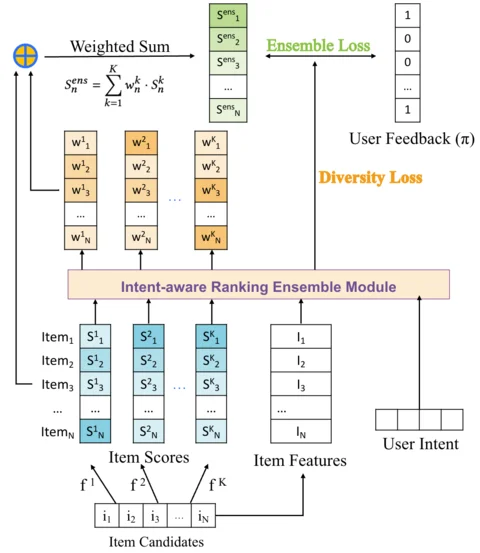 Weighted Sum
S_n^{ens} = \sum_{k=1}^{K} w_n^k · S_n^k
S^{ens}_1
S^{ens}_2
S^{ens}_3
...
S^{ens}_N
Ensemble Loss
1
0
0
...
1
User Feedback (π)
w^1_1
w^1_2
w^1_3
...
w^1_N
w^2_1
w^2_2
w^2_3
...
w^2_N
...
w^K_1
w^K_2
w^K_3
...
w^K_N
Diversity Loss
Intent-aware Ranking Ensemble Module
Item_1
Item_2
Item_3
...
Item_N
S^1_1
S^1_2
S^1_3
...
S^1_N
S^2_1
S^2_2
S^2_3
...
S^2_N
...
S^K_1
S^K_2
S^K_3
...
S^K_N
I_1
I_2
I_3
...
I_N
User Intent
Item Scores
Item Features
f^1
f^2
f^K
i_1 i_2 i_3 ... i_N
Item Candidates